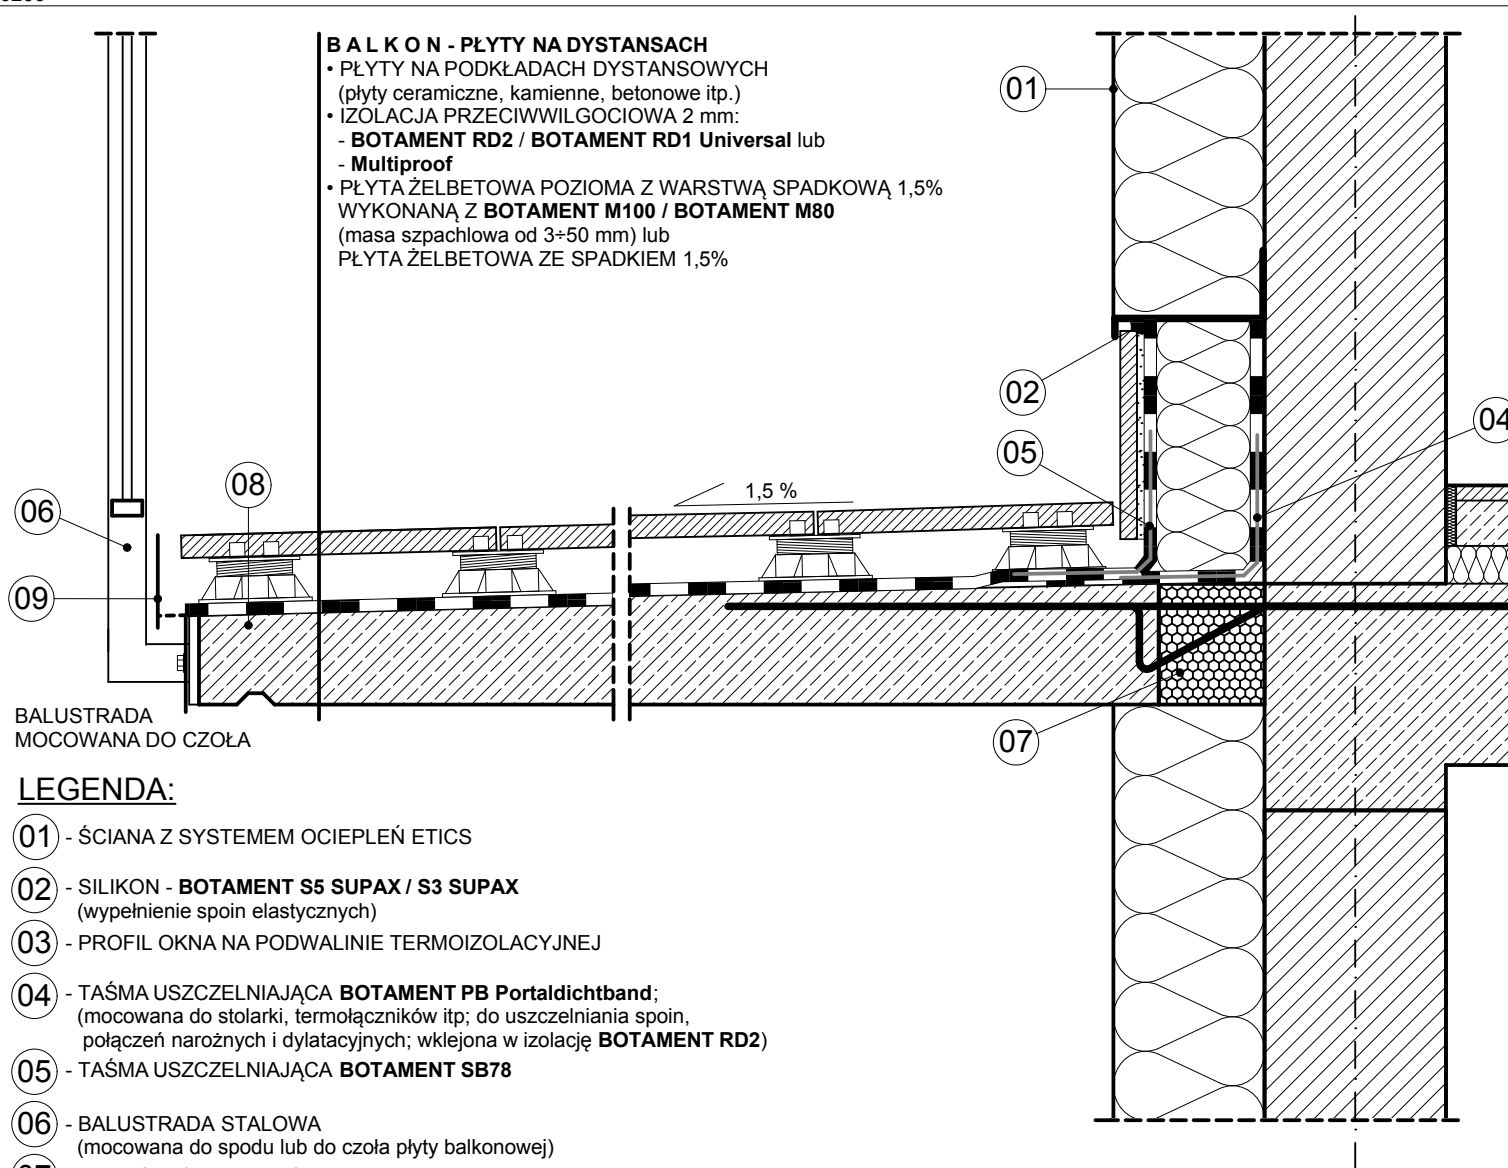 B A L K O N - PŁYTY NA DYSTANSACH
• PŁYTY NA PODKŁADACH DYSTANSOWYCH
(płyty ceramiczne, kamienne, betonowe itp.)
• IZOLACJA PRZECIWWILGOCIOWA 2 mm:
- BOTAMENT RD2 / BOTAMENT RD1 Universal lub
- Multiproof
• PŁYTA ŻELBETOWA POZIOMA Z WARSTWĄ SPADKOWĄ 1,5%
WYKONANĄ Z BOTAMENT M100 / BOTAMENT M80
(masa szpachlowa od 3÷50 mm) lub
PŁYTA ŻELBETOWA ZE SPADKIEM 1,5%
01
02
04
05
1,5 %
08
06
09
07
BALUSTRADA
MOCOWANA DO CZOŁA
LEGENDA:
01 - ŚCIANA Z SYSTEMEM OCIEPLEŃ ETICS
02 - SILIKON - BOTAMENT S5 SUPAX / S3 SUPAX
(wypełnienie spoin elastycznych)
03 - PROFIL OKNA NA PODWALINIE TERMOIZOLACYJNEJ
04 - TAŚMA USZCZELNIAJĄCA BOTAMENT PB Portaldichtband;
(mocowana do stolarki, termołączników itp; do uszczelniania spoin,
połączeń narożnych i dylatacyjnych; wklejona w izolację BOTAMENT RD2)
05 - TAŚMA USZCZELNIAJĄCA BOTAMENT SB78
06 - BALUSTRADA STALOWA
(mocowana do spodu lub do czoła płyty balkonowej)
07